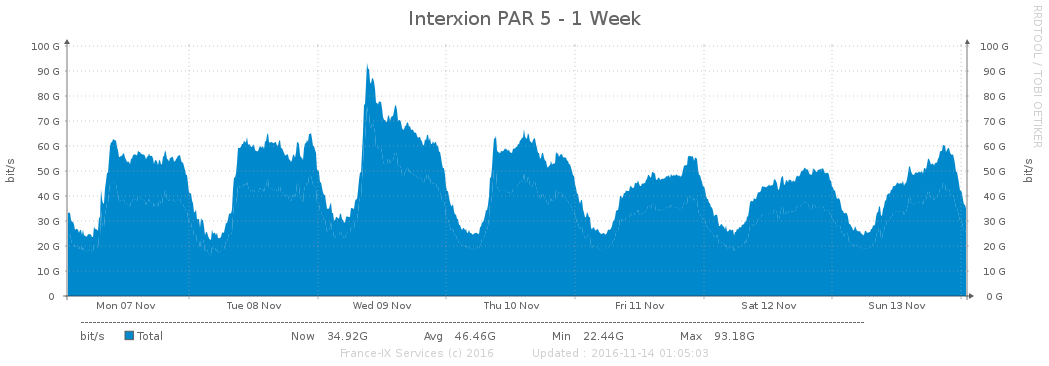 Interxion PAR 5 - 1 Week
RRDTOOL / TOBI OETIKER
bit/s
100 G
90 G
80 G
70 G
60 G
50 G
40 G
30 G
20 G
10 G
0
100 G
90 G
80 G
70 G
60 G
50 G
40 G
30 G
20 G
10 G
0 G
bit/s
Mon 07 Nov Tue 08 Nov Wed 09 Nov Thu 10 Nov Fri 11 Nov Sat 12 Nov Sun 13 Nov
bit/s Total Now 34.92G Avg 46.46G Min 22.44G Max 93.18G
France-IX Services (c) 2016 Updated : 2016-11-14 01:05:03